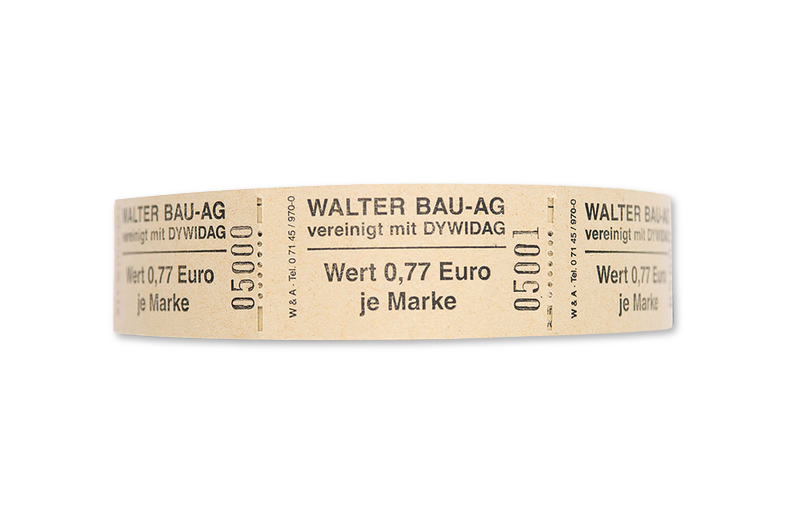 WALTER BAU-AG
vereinigt mit DYWIDAG
Wert 0,77 Euro
je Marke
05000
W & A · Tel. 0 71 45 / 970-0
WALTER BAU-AG
vereinigt mit DYWIDAG
Wert 0,77 Euro
je Marke
05001
W & A · Tel. 0 71 45 / 970-0
WALTER BAU-AG
vereinigt mit DYWIDAG
Wert 0,77 Euro
je Marke